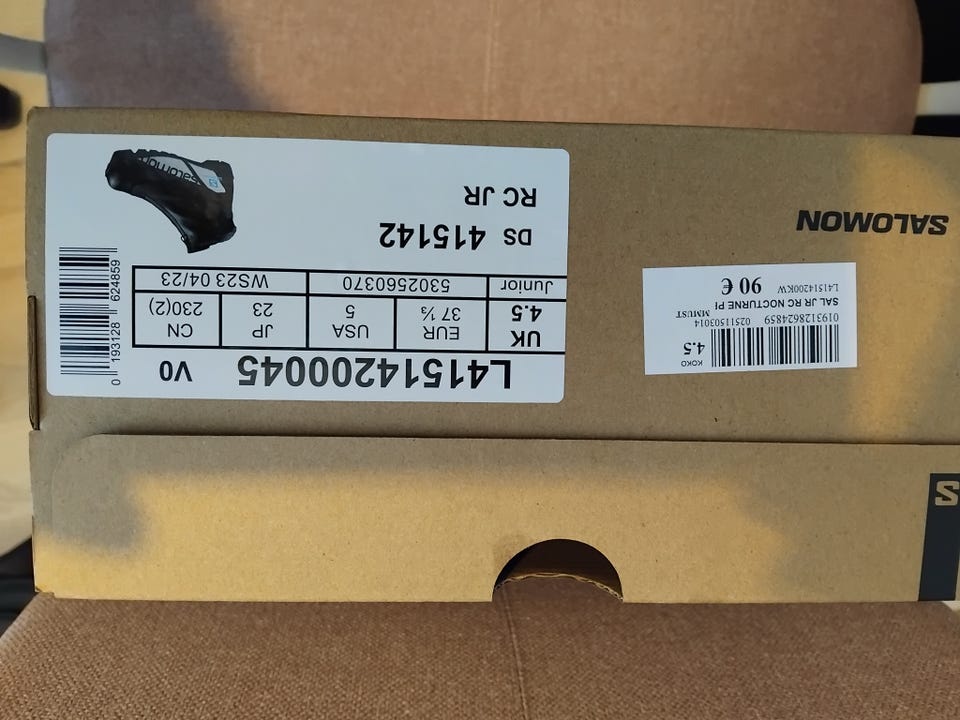 S
KOKO
4.5
0193128624859 02511503014
MMUST
SAL JR RC NOCTURNE PI
L41514200KW 90 €
SALOMON
L41514200045 V0
UK EUR USA JP CN
4.5 37 ⅓ 5 23 230(2)
Junior 5302560370 WS23 04/23
DS 415142
RC JR
0 193128 624859
salomon